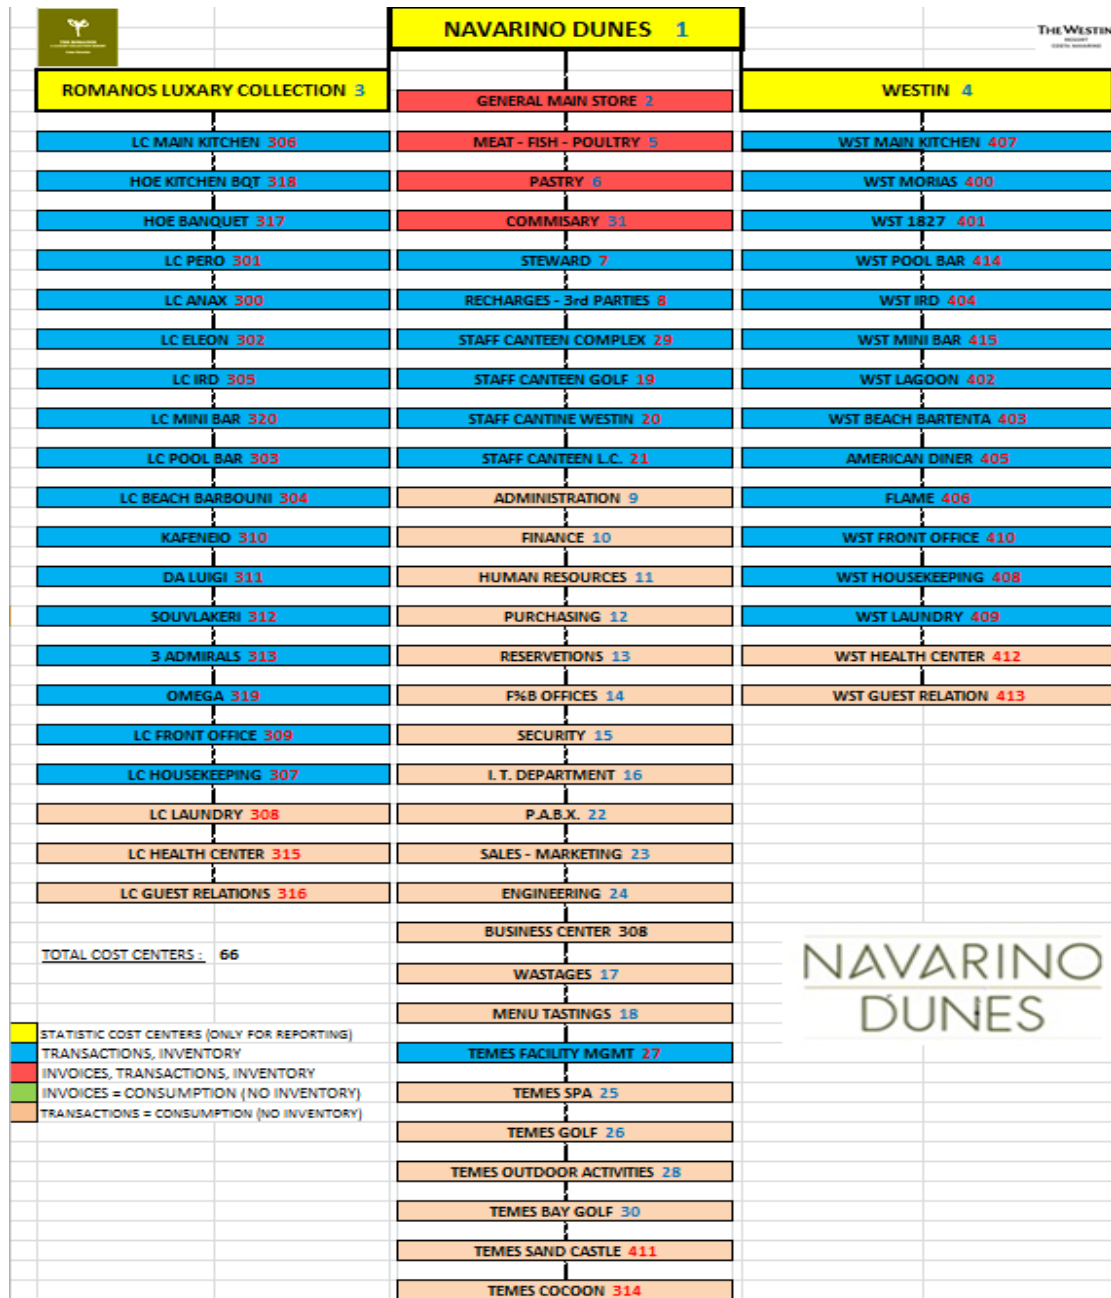 NAVARINO DUNES 1
THE WESTIN
RESORT
COSTA NAVARINO
ROMANOS LUXARY COLLECTION 3
LC MAIN KITCHEN 306
HOE KITCHEN BQT 318
HOE BANQUET 317
LC PERO 301
LC ANAX 300
LC ELEON 302
LC IRD 305
LC MINI BAR 320
LC POOL BAR 303
LC BEACH BARBOUNI 304
KAFENEIO 310
DA LUIGI 311
SOUVLAKERI 312
3 ADMIRALS 313
OMEGA 319
LC FRONT OFFICE 309
LC HOUSEKEEPING 307
LC LAUNDRY 308
LC HEALTH CENTER 315
LC GUEST RELATIONS 316
GENERAL MAIN STORE 2
MEAT - FISH - POULTRY 5
PASTRY 6
COMMISARY 31
STEWARD 7
RECHARGES - 3rd PARTIES 8
STAFF CANTEEN COMPLEX 29
STAFF CANTEEN GOLF 19
STAFF CANTINE WESTIN 20
STAFF CANTEEN L.C. 21
ADMINISTRATION 9
FINANCE 10
HUMAN RESOURCES 11
PURCHASING 12
RESERVETIONS 13
F%B OFFICES 14
SECURITY 15
I. T. DEPARTMENT 16
P.A.B.X. 22
SALES - MARKETING 23
ENGINEERING 24
BUSINESS CENTER 308
WASTAGES 17
MENU TASTINGS 18
TEMES FACILITY MGMT 27
TEMES SPA 25
TEMES GOLF 26
TEMES OUTDOOR ACTIVITIES 28
TEMES BAY GOLF 30
TEMES SAND CASTLE 411
TEMES COCOON 314
WESTIN 4
WST MAIN KITCHEN 407
WST MORIAS 400
WST 1827 401
WST POOL BAR 414
WST IRD 404
WST MINI BAR 415
WST LAGOON 402
WST BEACH BARTENTA 403
AMERICAN DINER 405
FLAME 406
WST FRONT OFFICE 410
WST HOUSEKEEPING 408
WST LAUNDRY 409
WST HEALTH CENTER 412
WST GUEST RELATION 413
TOTAL COST CENTERS : 66
STATISTIC COST CENTERS (ONLY FOR REPORTING)
TRANSACTIONS, INVENTORY
INVOICES, TRANSACTIONS, INVENTORY
INVOICES = CONSUMPTION (NO INVENTORY)
TRANSACTIONS = CONSUMPTION (NO INVENTORY)
NAVARINO
DUNES